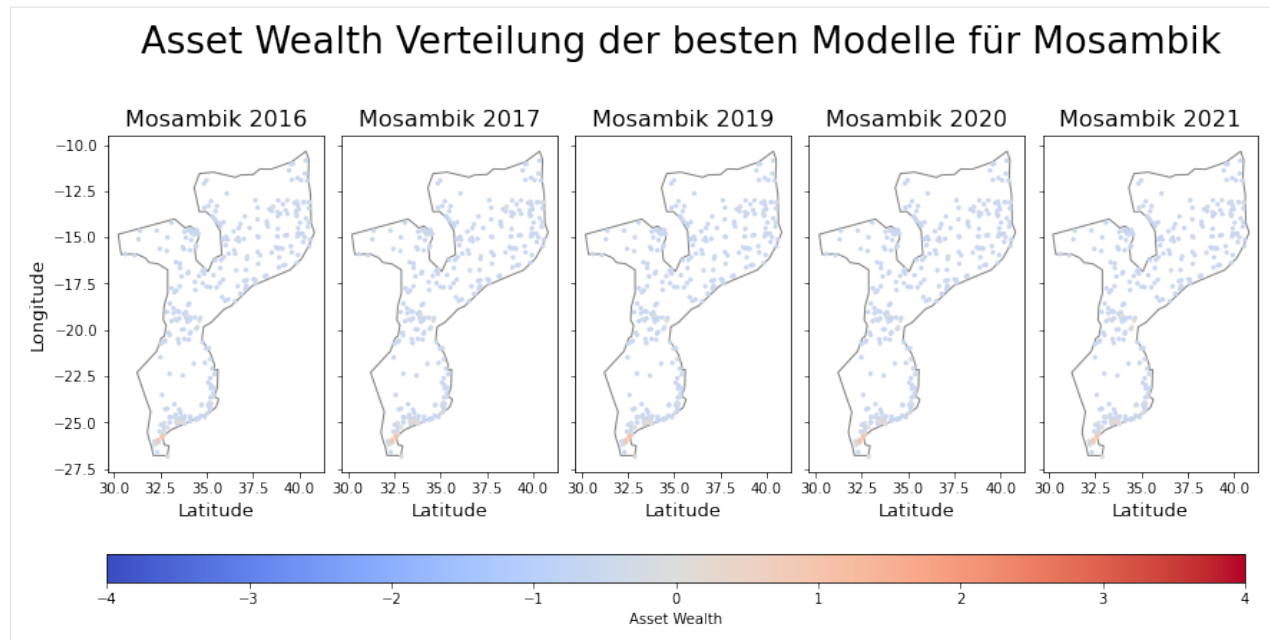 Asset Wealth Verteilung der besten Modelle für Mosambik
Mosambik 2016 Mosambik 2017 Mosambik 2019 Mosambik 2020 Mosambik 2021
−10.0
−12.5
−15.0
−17.5
−20.0
−22.5
−25.0
−27.5
Longitude
30.0 32.5 35.0 37.5 40.0 30.0 32.5 35.0 37.5 40.0 30.0 32.5 35.0 37.5 40.0 30.0 32.5 35.0 37.5 40.0 30.0 32.5 35.0 37.5 40.0
Latitude Latitude Latitude Latitude Latitude
−4 −3 −2 −1 0 1 2 3 4
Asset Wealth